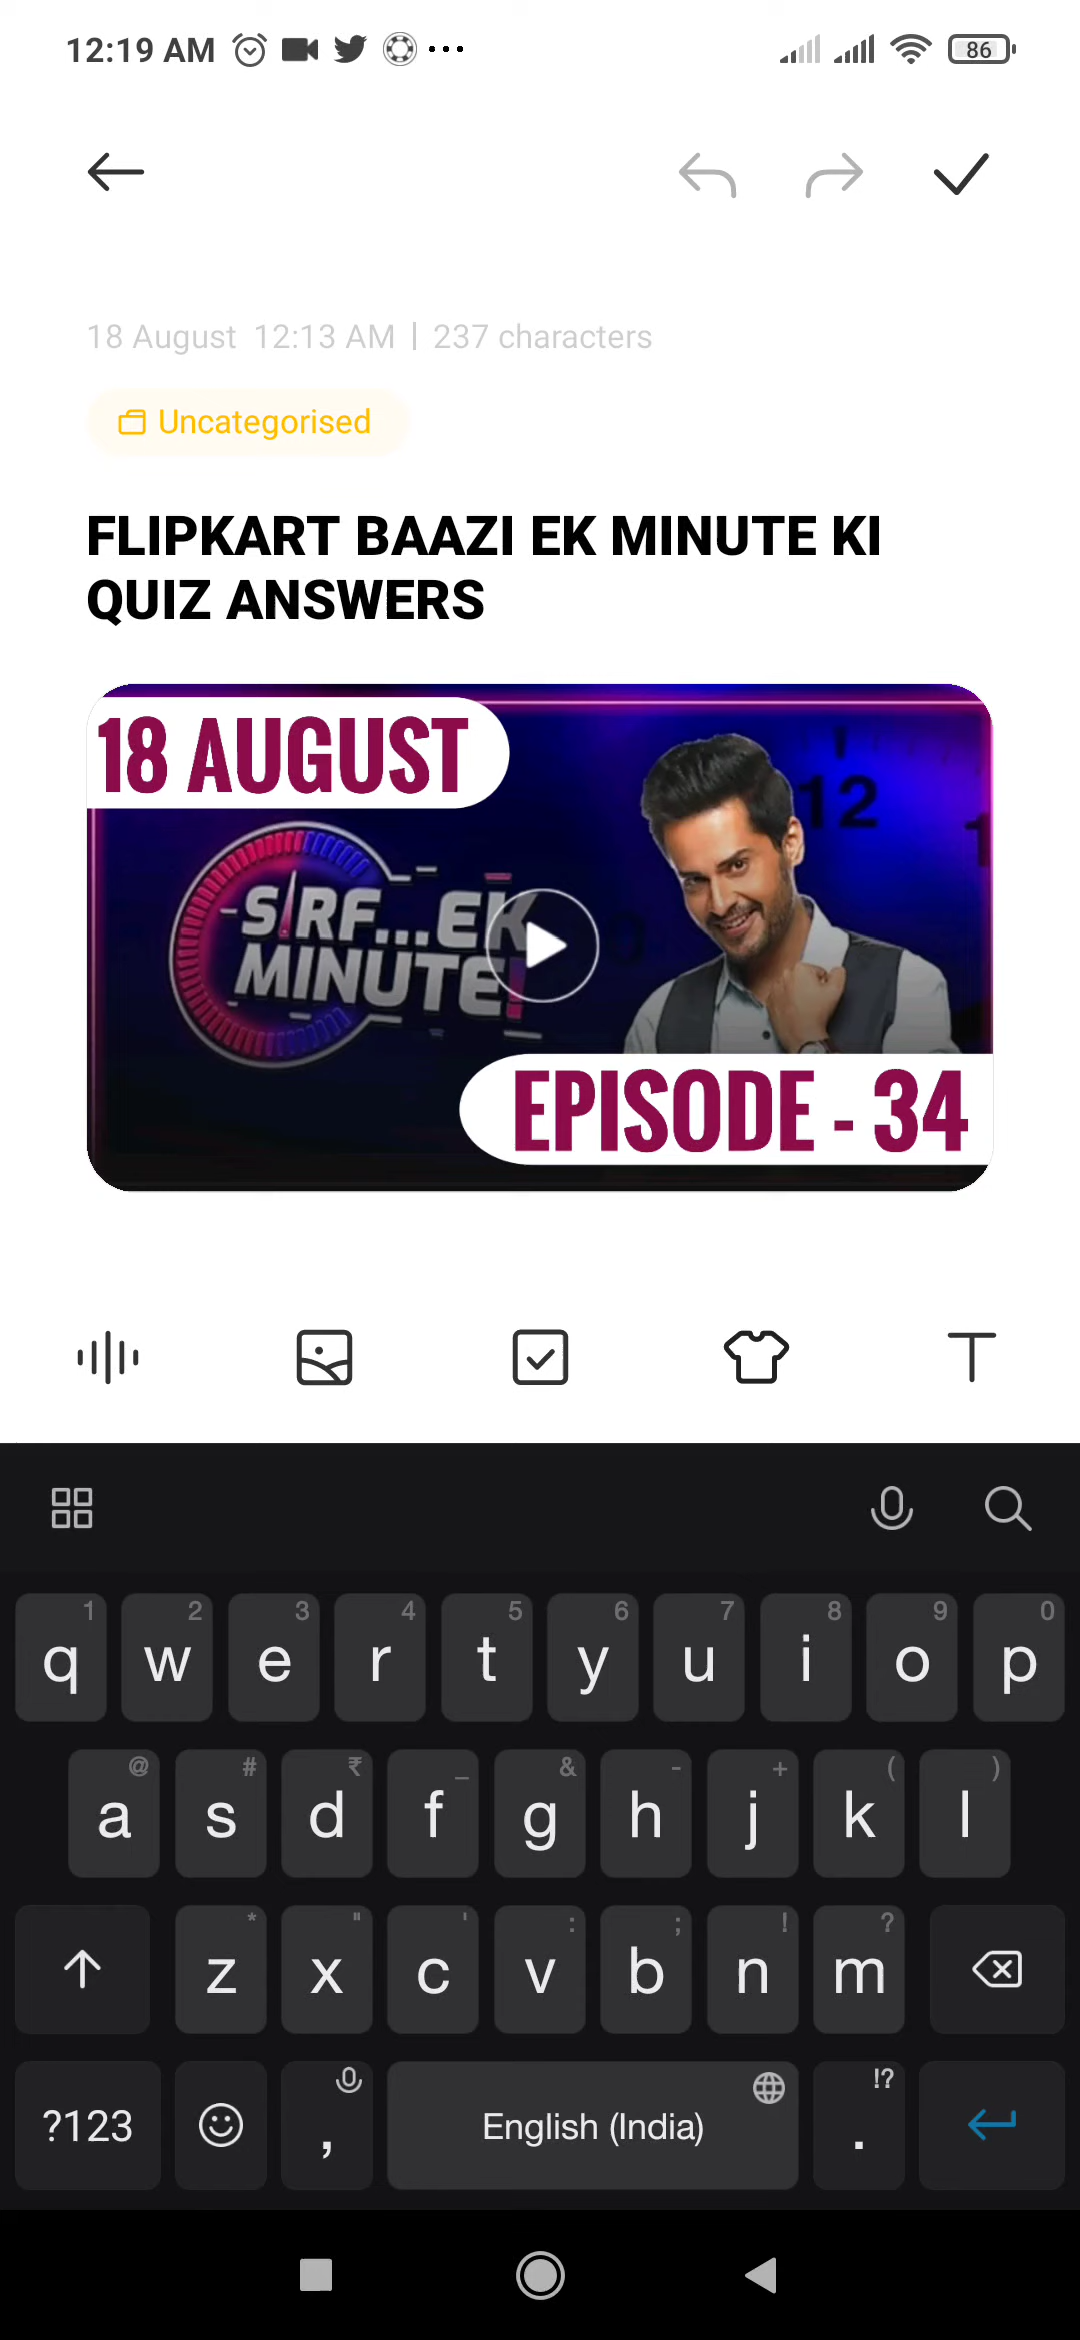 12:19 AM
86
18 August 12:13 AM | 237 characters
Uncategorised
FLIPKART BAAZI EK MINUTE KI
QUIZ ANSWERS
18 AUGUST
12
SIRF...EK
MINUTE!
EPISODE - 34
1 2 3 4 5 6 7 8 9 0
q w e r t y u i o p
@ # ₹ _ & - + ( )
a s d f g h j k l
* " ' : ; ! ?
z x c v b n m
!?
?123 , English (India) .